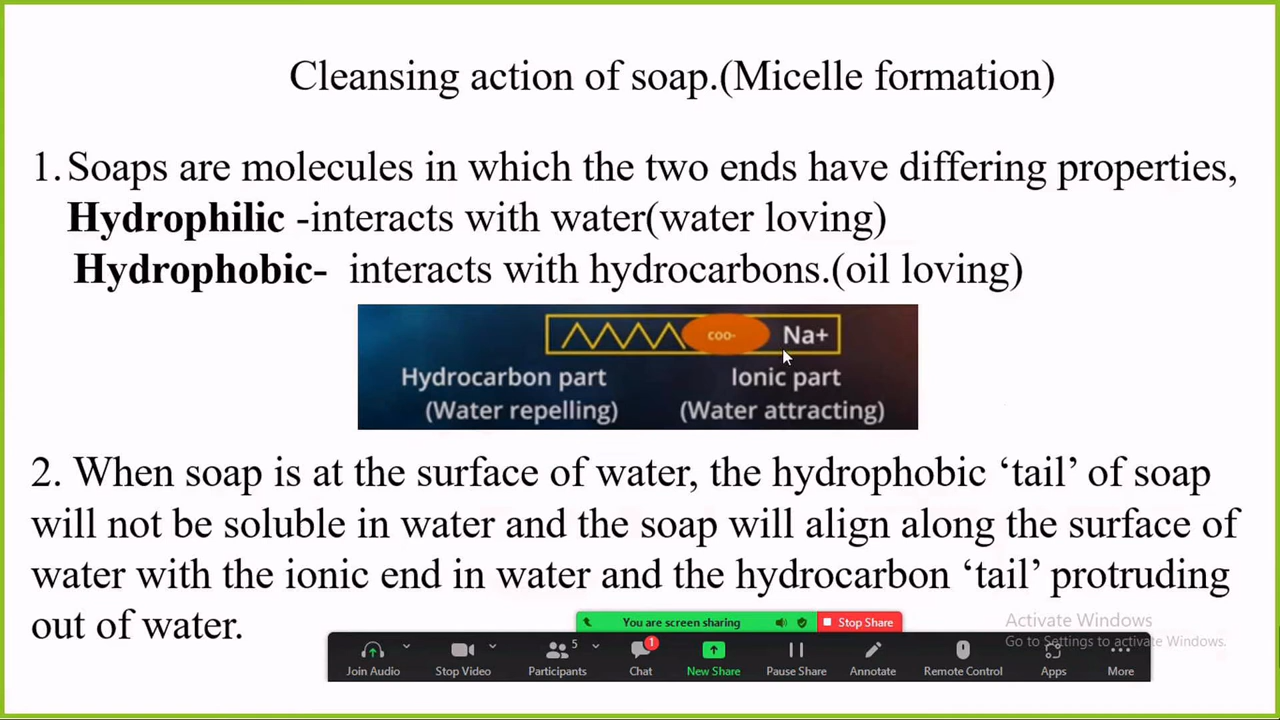 Cleansing action of soap.(Micelle formation)
1. Soaps are molecules in which the two ends have differing properties,
Hydrophilic -interacts with water(water loving)
Hydrophobic- interacts with hydrocarbons.(oil loving)
coo- Na+
Hydrocarbon part Ionic part
(Water repelling) (Water attracting)
2. When soap is at the surface of water, the hydrophobic ‘tail’ of soap
will not be soluble in water and the soap will align along the surface of
water with the ionic end in water and the hydrocarbon ‘tail’ protruding
out of water.
You are screen sharing Stop Share
Activate Windows
Go to Settings to activate Windows.
5 1
Join Audio Stop Video Participants Chat New Share Pause Share Annotate Remote Control Apps More